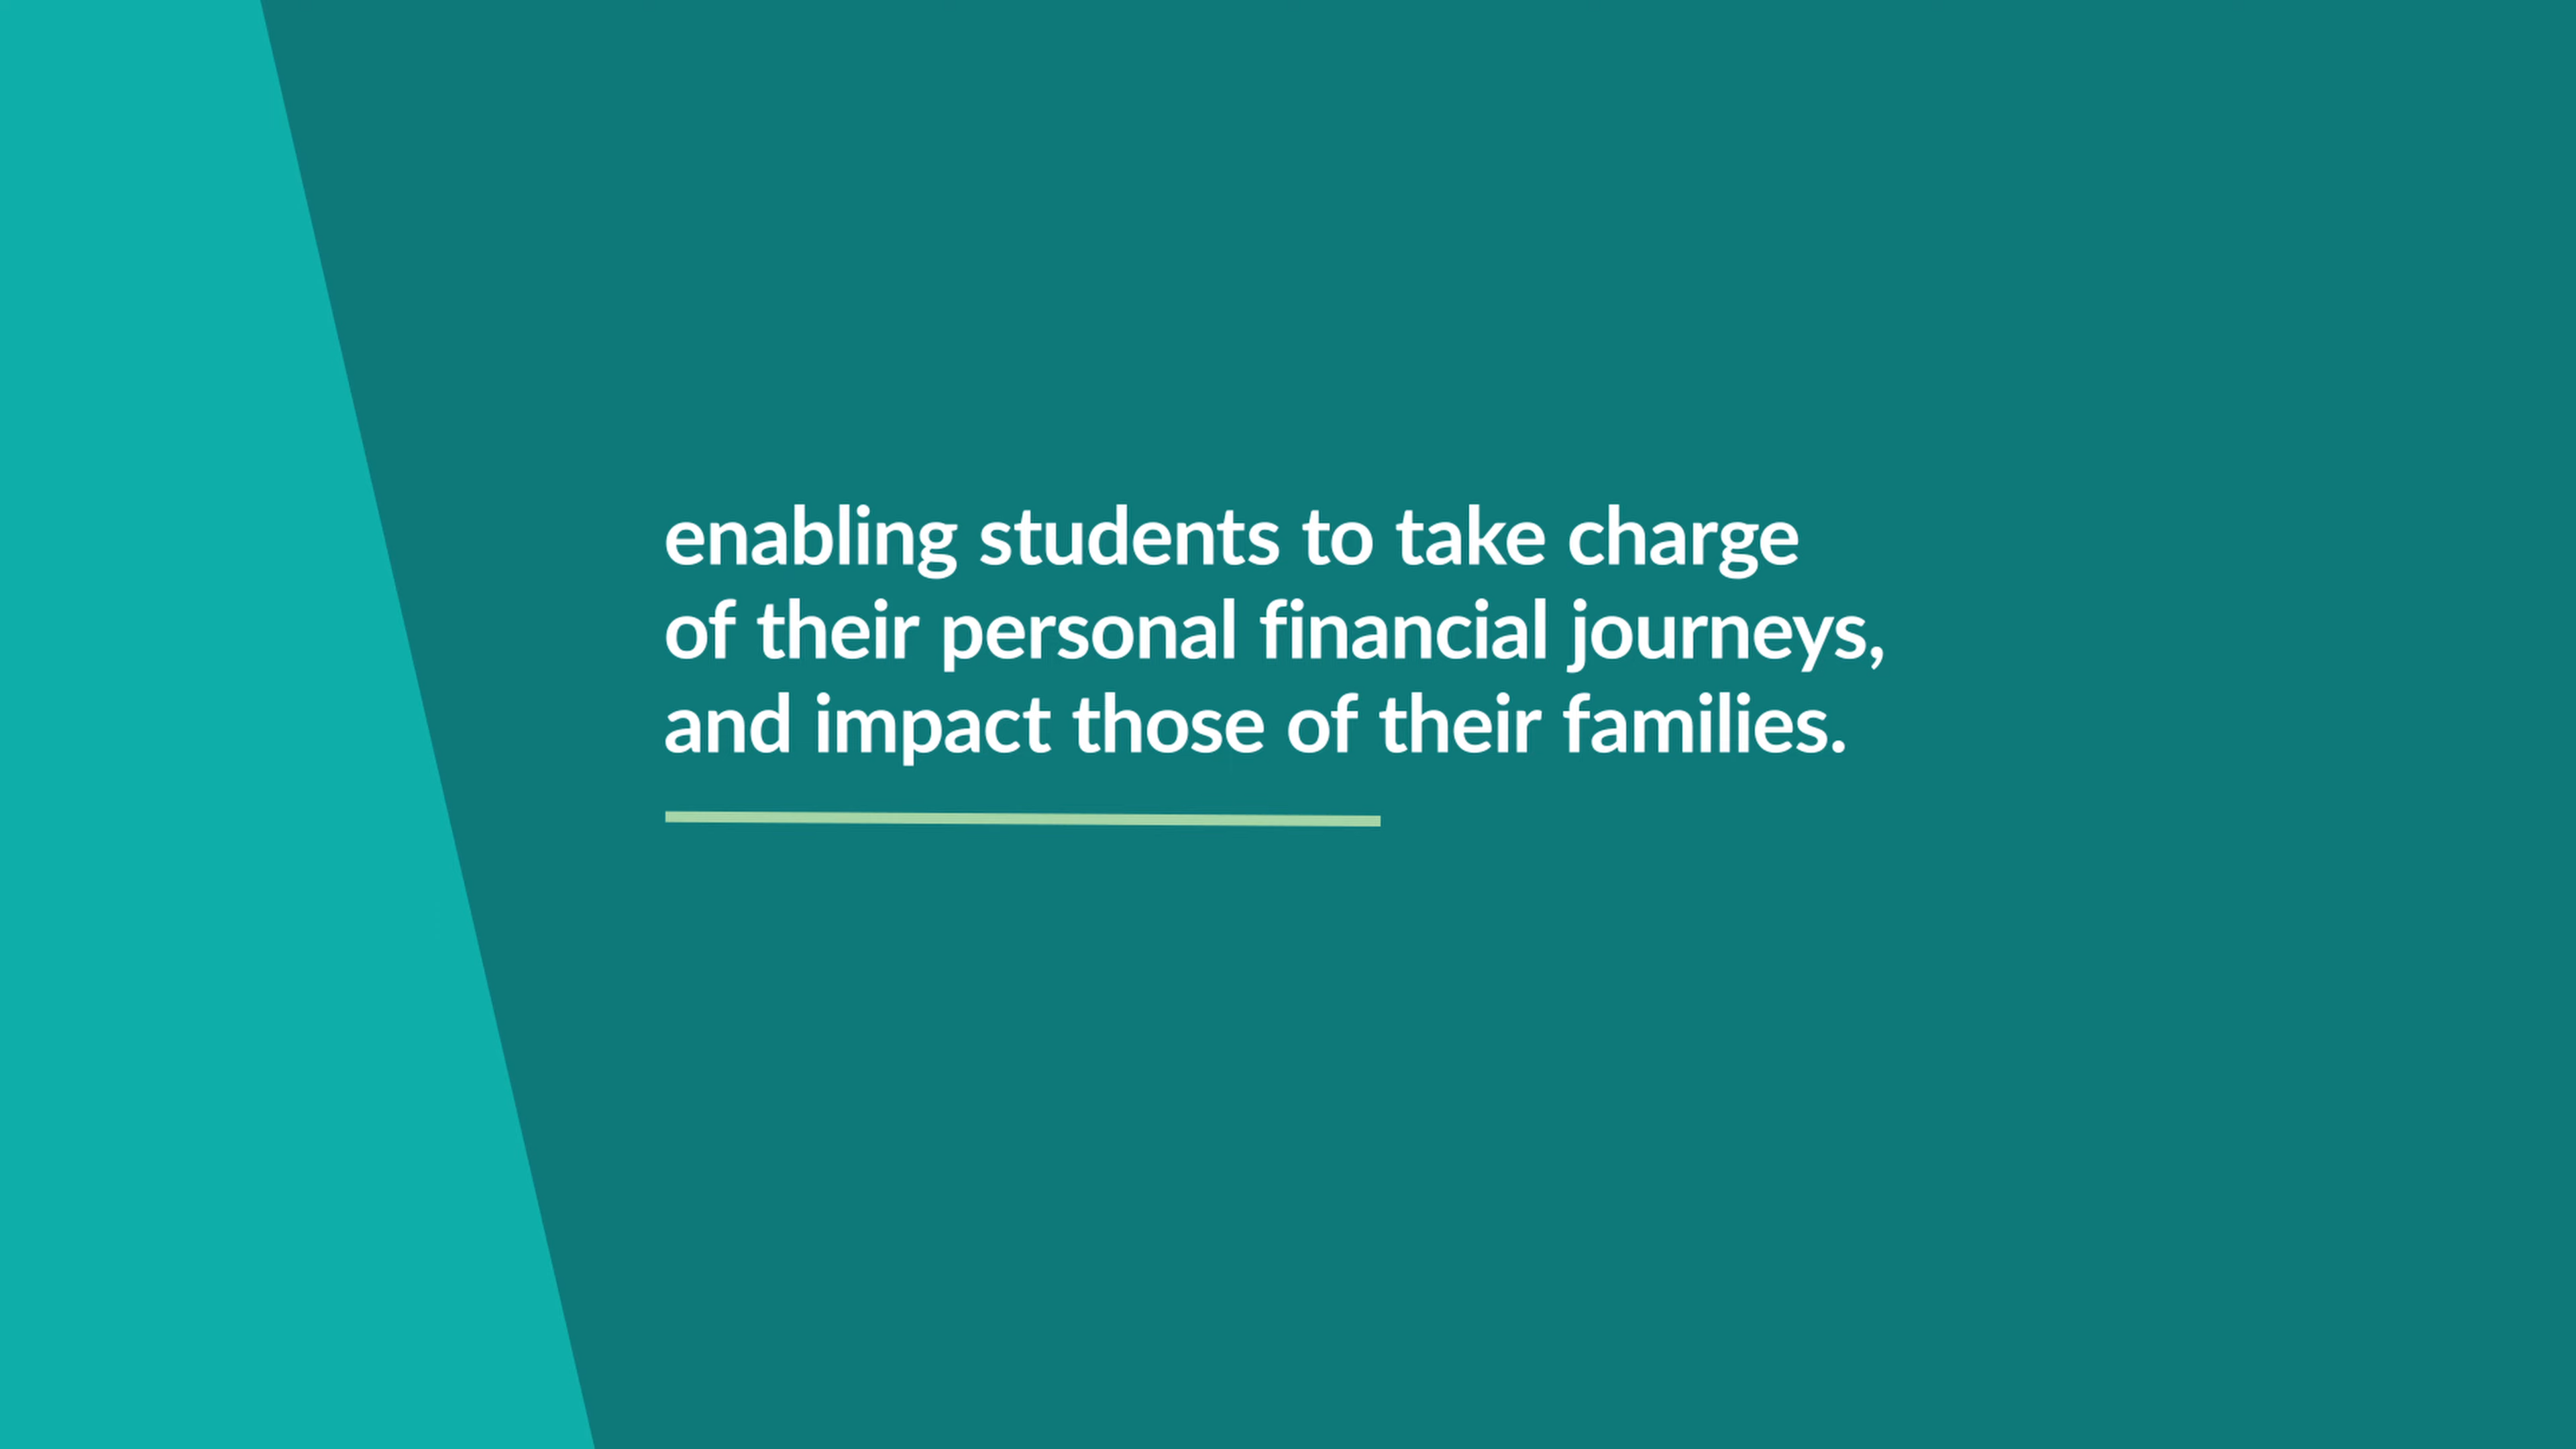 enabling students to take charge
of their personal financial journeys,
and impact those of their families.